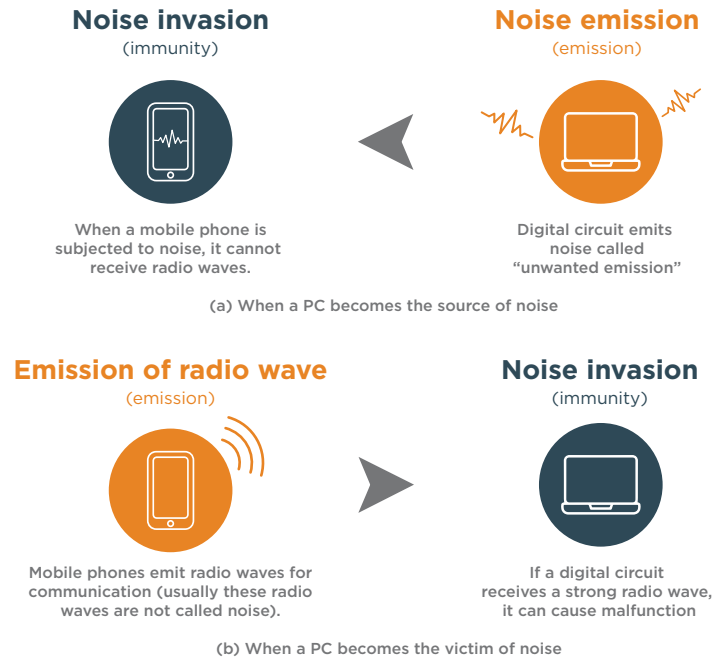 Noise invasion
(immunity)
Noise emission
(emission)
When a mobile phone is
subjected to noise, it cannot
receive radio waves.
Digital circuit emits
noise called
“unwanted emission”
(a) When a PC becomes the source of noise
Emission of radio wave
(emission)
Noise invasion
(immunity)
Mobile phones emit radio waves for
communication (usually these radio
waves are not called noise).
If a digital circuit
receives a strong radio wave,
it can cause malfunction
(b) When a PC becomes the victim of noise